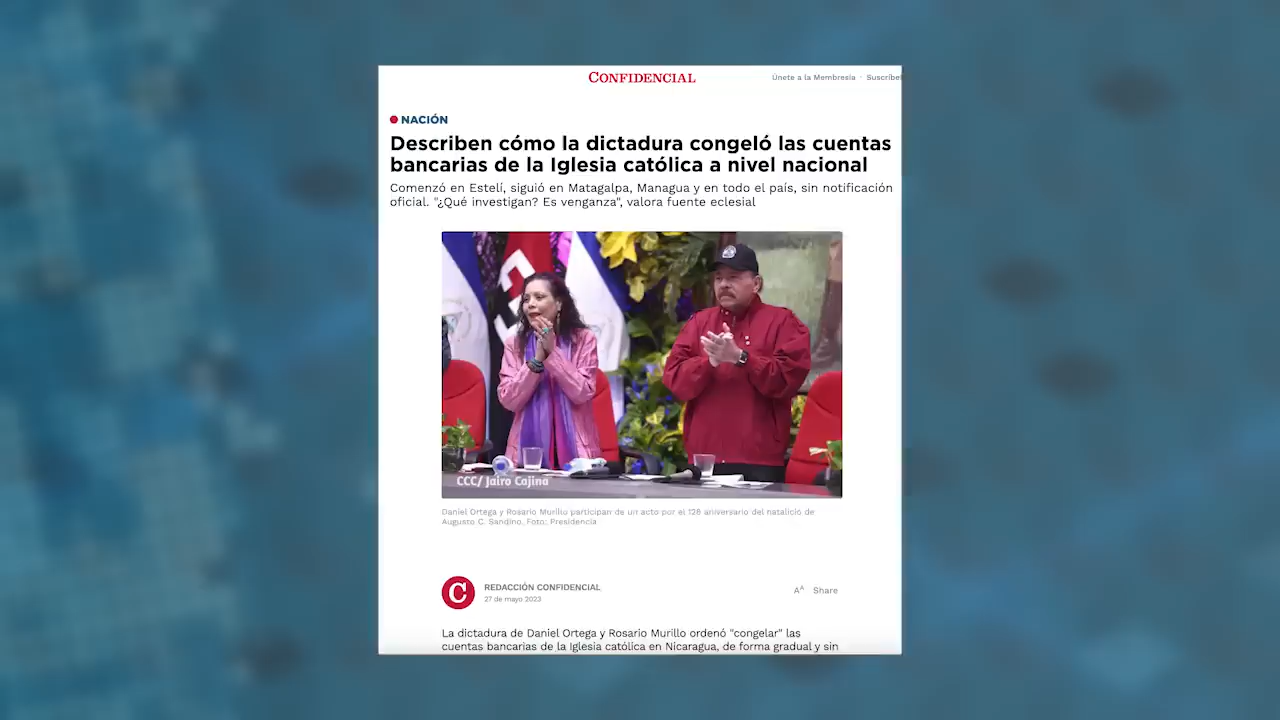 CONFIDENCIAL
Únete a la Membresía · Suscríbe
NACIÓN
Describen cómo la dictadura congeló las cuentas
bancarias de la Iglesia católica a nivel nacional
Comenzó en Estelí, siguió en Matagalpa, Managua y en todo el país, sin notificación
oficial. "¿Qué investigan? Es venganza", valora fuente eclesial
CCC/ Jairo Cajina
Daniel Ortega y Rosario Murillo participan de un acto por el 128 aniversario del natalicio de
Augusto C. Sandino. Foto: Presidencia
C
REDACCIÓN CONFIDENCIAL
27 de mayo 2023
AA Share
La dictadura de Daniel Ortega y Rosario Murillo ordenó "congelar" las
cuentas bancarias de la Iglesia católica en Nicaragua, de forma gradual y sin